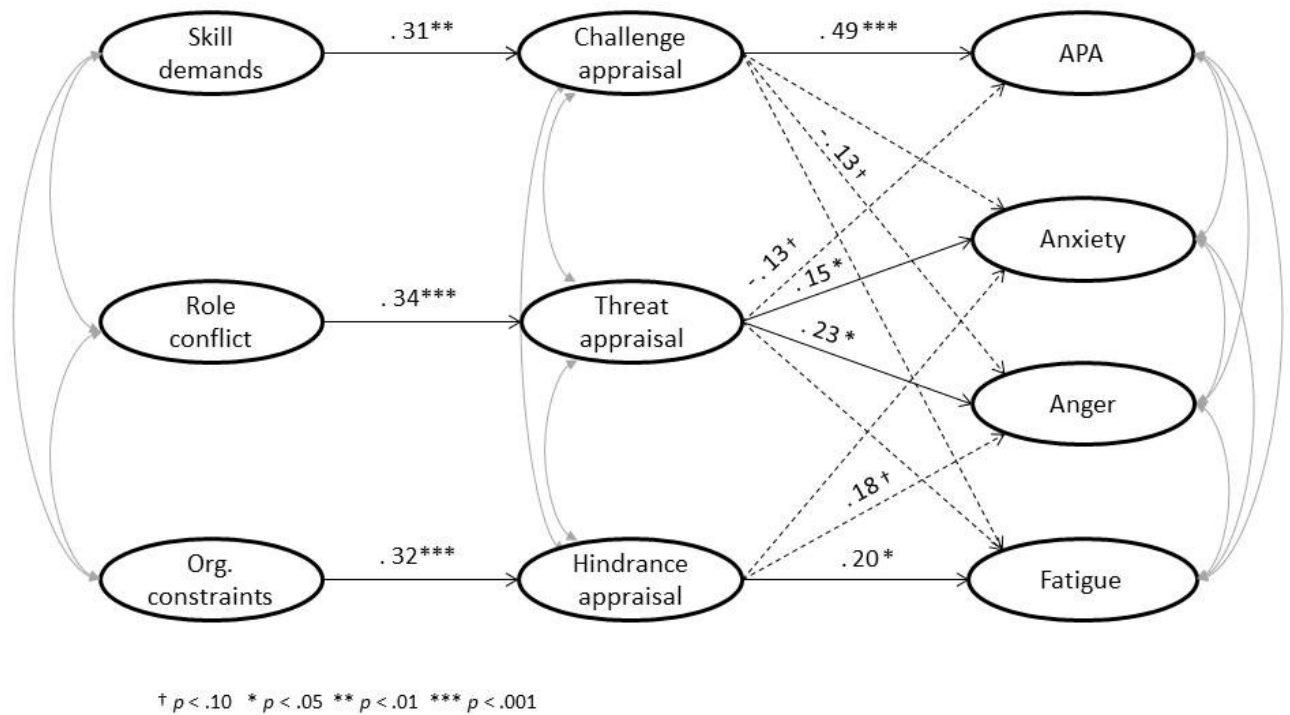 Skill
demands
. 31**
Challenge
appraisal
. 49***
APA
-. 13†
Anxiety
-. 13†
. 15*
Role
conflict
. 34***
Threat
appraisal
. 23*
Anger
. 18†
Org.
constraints
. 32***
Hindrance
appraisal
. 20*
Fatigue
† p < .10 * p < .05 ** p < .01 *** p < .001